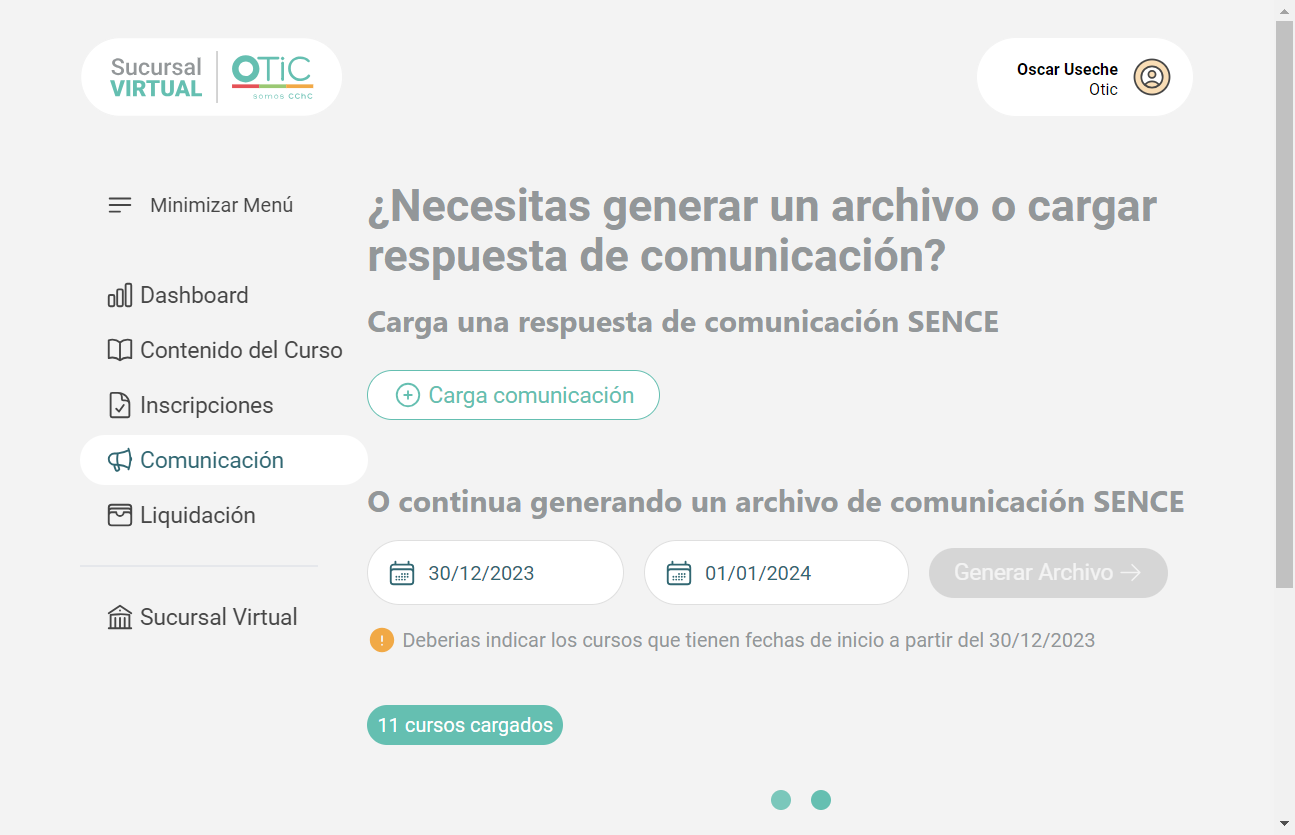 Sucursal
VIRTUAL
OTiC
somos CChC
Oscar Useche
Otic
Minimizar Menú
Dashboard
Contenido del Curso
Inscripciones
Comunicación
Liquidación
Sucursal Virtual
¿Necesitas generar un archivo o cargar
respuesta de comunicación?
Carga una respuesta de comunicación SENCE
Carga comunicación
O continua generando un archivo de comunicación SENCE
30/12/2023
01/01/2024
Generar Archivo
Deberias indicar los cursos que tienen fechas de inicio a partir del 30/12/2023
11 cursos cargados